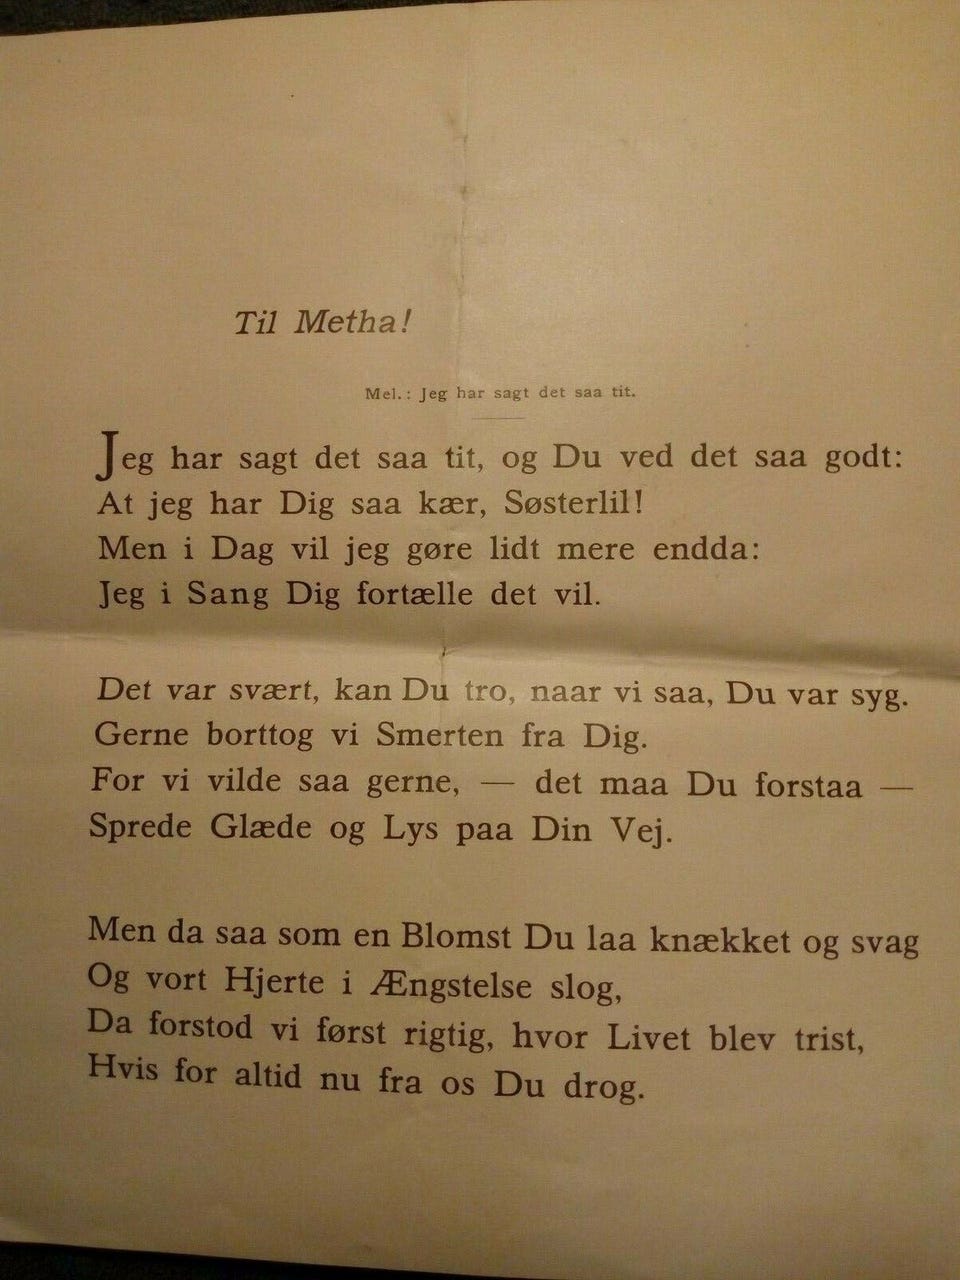 Til Metha!
Mel.: Jeg har sagt det saa tit.
Jeg har sagt det saa tit, og Du ved det saa godt:
At jeg har Dig saa kær, Søsterlil!
Men i Dag vil jeg gøre lidt mere endda:
Jeg i Sang Dig fortælle det vil.
Det var svært, kan Du tro, naar vi saa, Du var syg.
Gerne borttog vi Smerten fra Dig.
For vi vilde saa gerne, — det maa Du forstaa —
Sprede Glæde og Lys paa Din Vej.
Men da saa som en Blomst Du laa knækket og svag
Og vort Hjerte i Ængstelse slog,
Da forstod vi først rigtig, hvor Livet blev trist,
Hvis for altid nu fra os Du drog.